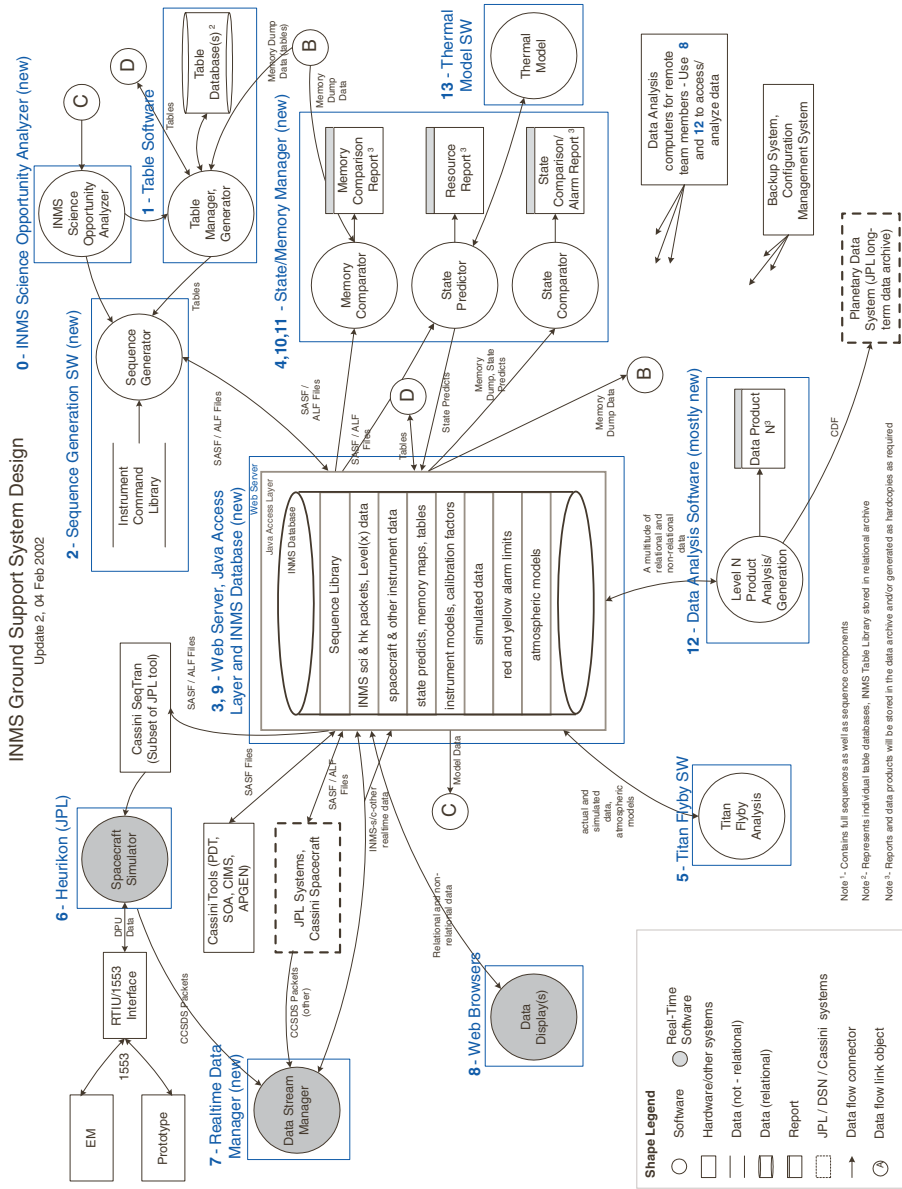 INMS Ground Support System Design
Update 2, 04 Feb 2002
EM
Prototype
1553
RTIU/1553
Interface
DPU
Data
6 - Heurikon (JPL)
Spacecraft
Simulator
Cassini SeqTran
(Subset of JPL tool)
SASF / ALF Files
CCSDS Packets
7 - Realtime Data
Manager (new)
Data Stream
Manager
CCSDS Packets
(other)
Cassini Tools (PDT,
SOA, CIMS,
APGEN)
SASF Files
JPL Systems,
Cassini Spacecraft
SASF / ALF
Files
INMS-s/c-other
realtime data
8 - Web Browsers
Data
Display(s)
Relational and non-
relational data
2 - Sequence Generation SW (new)
Instrument
Command
Library
Sequence
Generator
SASF / ALF Files
Tables
0 - INMS Science Opportunity Analyzer (new)
C
INMS
Science
Opportunity
Analyzer
1 - Table Software
D
Tables
Table
Manager,
Generator
Table
Database(s) 2
Memory Dump
Data (tables)
B
Memory
Dump
Data
3, 9 - Web Server, Java Access
Layer and INMS Database (new)
Web Server
Java Access Layer
INMS Database
Sequence Library
INMS sci & hk packets, Level(x) data
spacecraft & other instrument data
state predicts, memory maps, tables
instrument models, calibration factors
simulated data
red and yellow alarm limits
atmospheric models
4,10,11 - State/Memory Manager (new)
Memory
Comparator
Memory
Comparison
Report 3
State
Predictor
Resource
Report 3
State
Comparator
State
Comparison/
Alarm Report 3
13 - Thermal
Model SW
Thermal
Model
SASF /
ALF Files
SASF / ALF
Files
D
Tables
State Predicts
Memory
Dump, State
Predicts
Memory
Dump Data
B
Model Data
C
actual and
simulated
data,
atmospheric
models
5 - Titan Flyby SW
Titan
Flyby
Analysis
A multitude of
relational and
non-relational
data
12 - Data Analysis Software (mostly new)
Level N
Product
Analysis/
Generation
Data Product
N3
CDF
Planetary Data
System (JPL long-
term data archive)
Data Analysis
computers for remote
team members - Use 8
and 12 to access/
analyze data
Backup System,
Configuration
Management System
Shape Legend
Software
Real-Time
Software
Hardware/other systems
Data (not - relational)
Data (relational)
Report
JPL / DSN / Cassini systems
Data flow connector
A
Data flow link object
Note 1- Contains full sequences as well as sequence components
Note 2- Represents individual table databases, INMS Table Library stored in relational archive
Note 3- Reports and data products will be stored in the data archive and/or generated as hardcopies as required